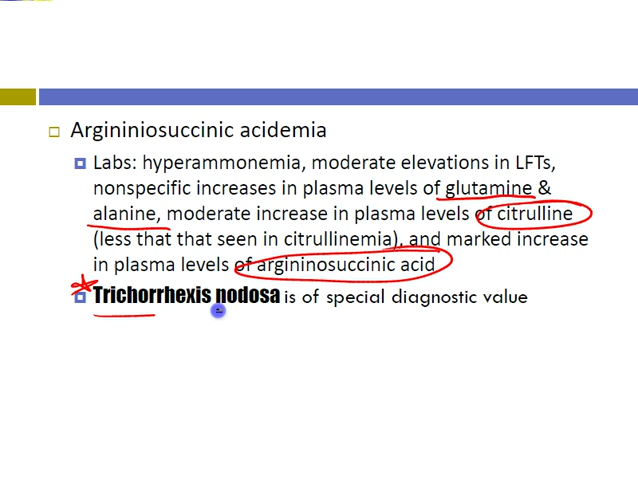 Argininiosuccinic acidemia
Labs: hyperammonemia, moderate elevations in LFTs,
nonspecific increases in plasma levels of glutamine &
alanine, moderate increase in plasma levels of citrulline
(less that that seen in citrullinemia), and marked increase
in plasma levels of argininosuccinic acid
Trichorrhexis nodosa is of special diagnostic value